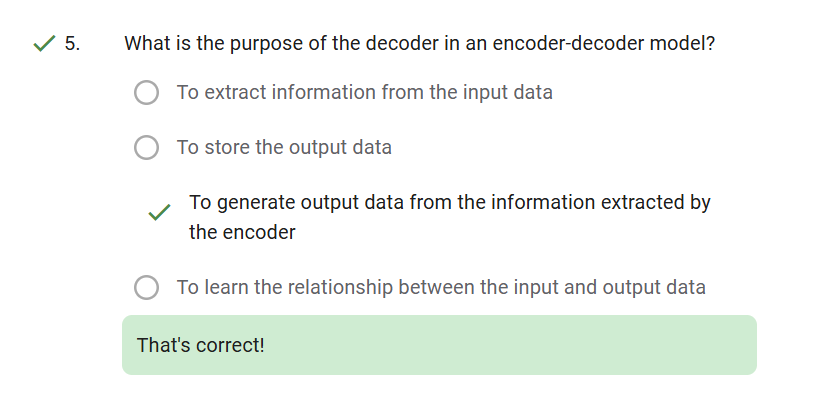 5. What is the purpose of the decoder in an encoder-decoder model?
To extract information from the input data
To store the output data
To generate output data from the information extracted by
the encoder
To learn the relationship between the input and output data
That's correct!